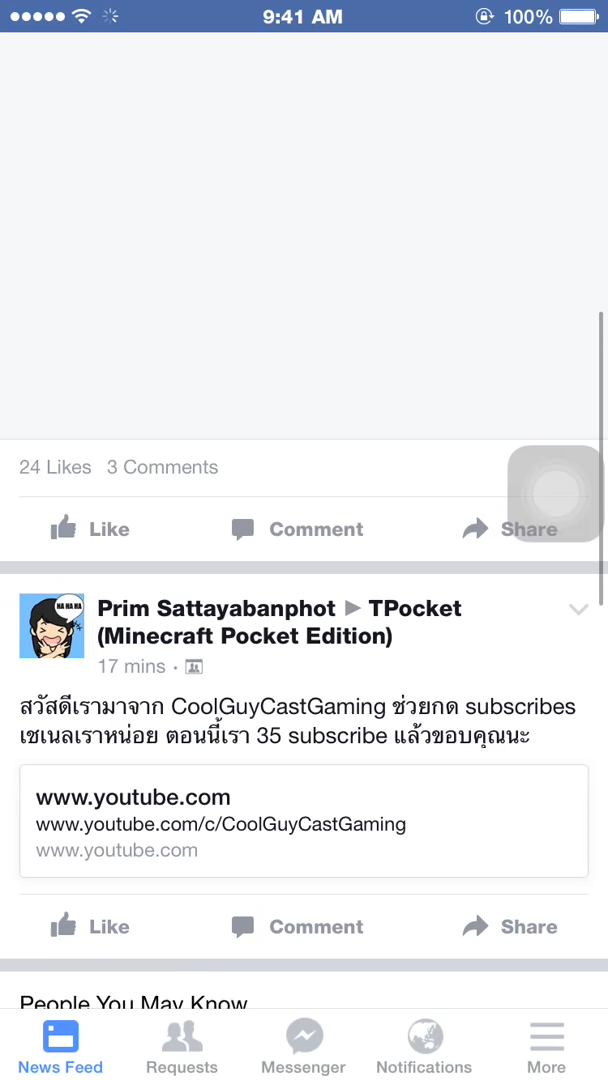 9:41 AM 100%
24 Likes 3 Comments
Like Comment Share
HA HA HA
Prim Sattayabanphot ▶ TPocket
(Minecraft Pocket Edition)
17 mins ·
สวัสดีเรามาจาก CoolGuyCastGaming ช่วยกด subscribes
เชเนลเราหน่อย ตอนนี้เรา 35 subscribe แล้วขอบคุณนะ
www.youtube.com
www.youtube.com/c/CoolGuyCastGaming
www.youtube.com
Like Comment Share
People You May Know
News Feed Requests Messenger Notifications More